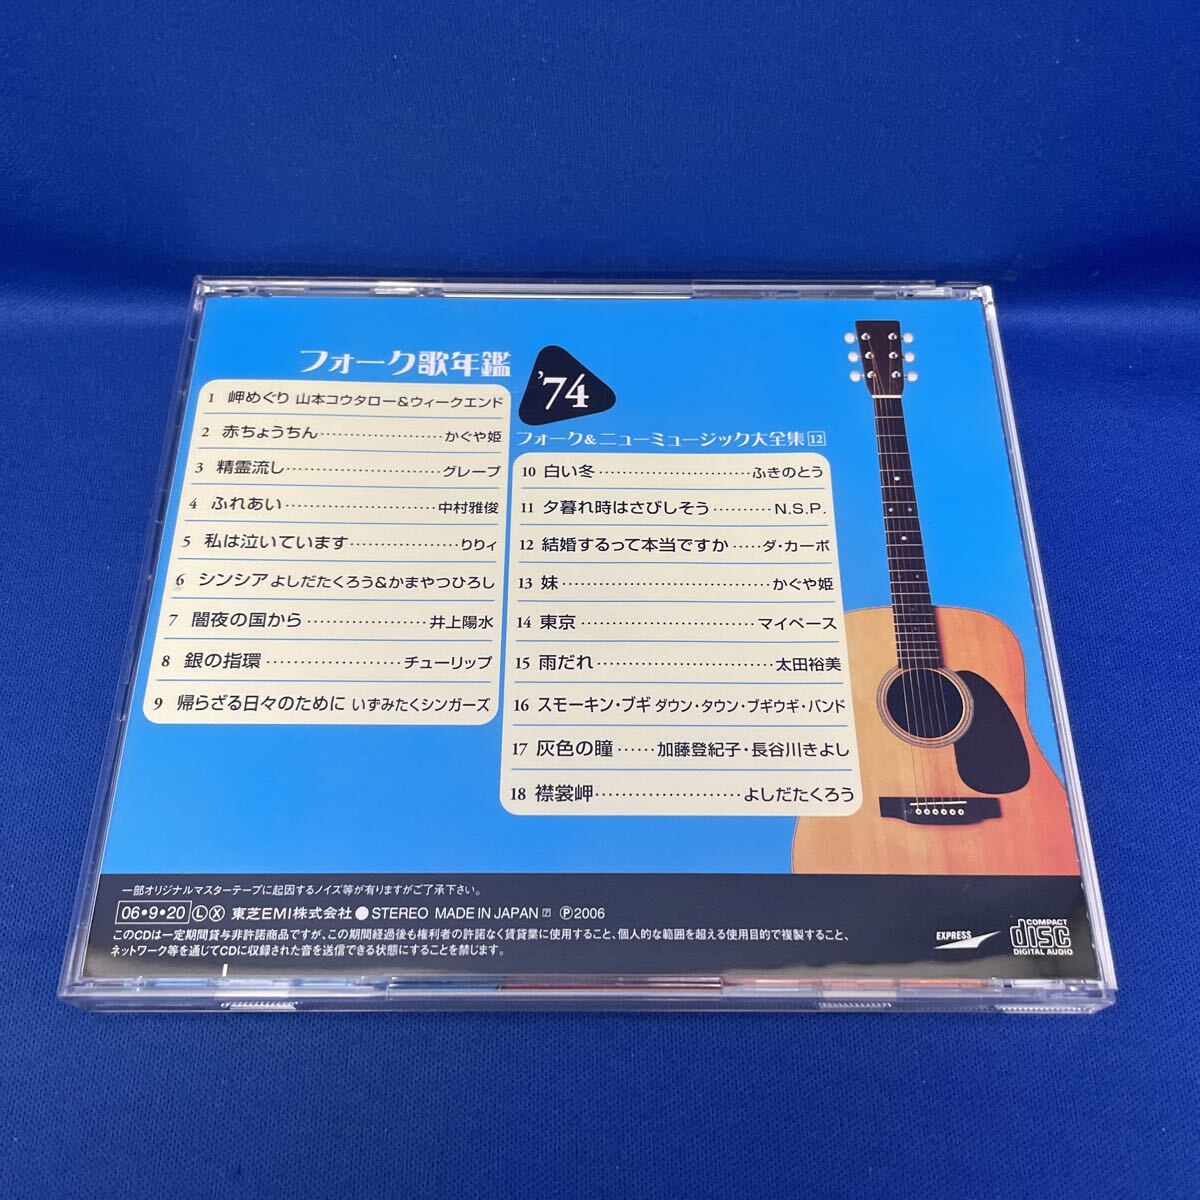 フォーク歌年鑑 '74
フォーク&ニューミュージック大全集12
1 岬めぐり 山本コウタロー&ウィークエンド
2 赤ちょうちん……………………かぐや姫
3 精霊流し…………………………グレープ
4 ふれあい…………………………中村雅俊
5 私は泣いています………………りりィ
6 シンシア よしだたくろう&かまやつひろし
7 闇夜の国から…………………井上陽水
8 銀の指環……………………チューリップ
9 帰らざる日々のために いずみたくシンガーズ
10 白い冬…………………………ふきのとう
11 夕暮れ時はさびしそう…………N.S.P.
12 結婚するって本当ですか……ダ・カーポ
13 妹…………………………………かぐや姫
14 東京……………………………マイペース
15 雨だれ……………………………太田裕美
16 スモーキン・ブギ ダウン・タウン・ブギウギ・バンド
17 灰色の瞳……加藤登紀子・長谷川きよし
18 襟裳岬………………………よしだたくろう
一部オリジナルマスターテープに起因するノイズ等が有りますがご了承下さい。
06・9・20 Ⓛ Ⓧ 東芝EMI株式会社 ● STEREO MADE IN JAPAN ℗2006
このCDは一定期間貸与非許諾商品ですが、この期間経過後も権利者の許諾なく賃貸業に使用すること、個人的な範囲を超える使用目的で複製すること、
ネットワーク等を通じてCDに収録された音を送信できる状態にすることを禁じます。
EXPRESS
COMPACT
disc
DIGITAL AUDIO